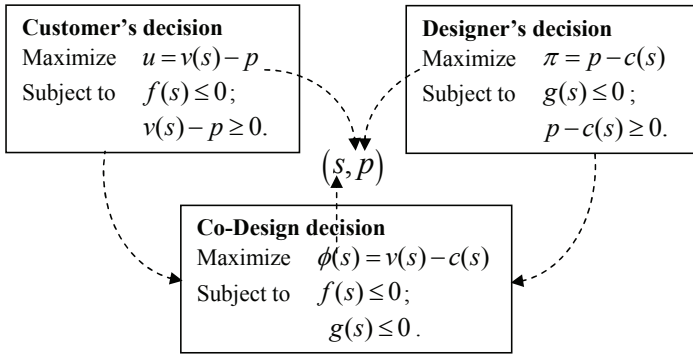 Customer's decision
Maximize u = v(s) − p
Subject to f(s) ≤ 0;
v(s) − p ≥ 0.
Designer's decision
Maximize π = p − c(s)
Subject to g(s) ≤ 0;
p − c(s) ≥ 0.
(s, p)
Co-Design decision
Maximize ϕ(s) = v(s) − c(s)
Subject to f(s) ≤ 0;
g(s) ≤ 0.